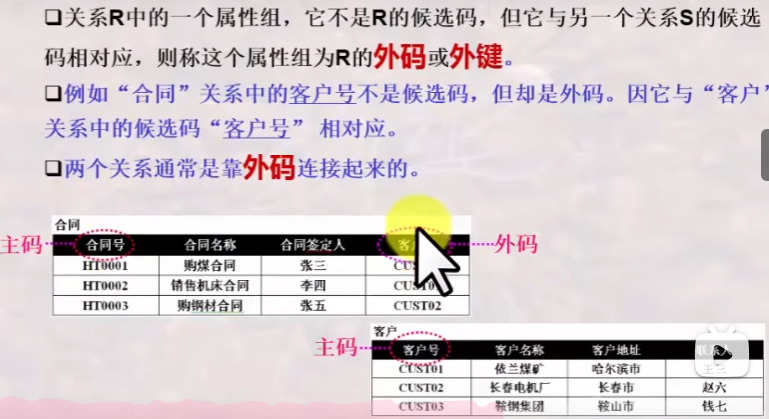 ❑关系R中的一个属性组，它不是R的候选码，但它与另一个关系S的候选
码相对应，则称这个属性组为R的外码或外键。
❑例如“合同”关系中的客户号不是候选码，但却是外码。因它与“客户”
关系中的候选码“客户号” 相对应。
❑两个关系通常是靠外码连接起来的。
合同
主码 合同号 合同名称 合同签定人 客 外码
HT0001 购煤合同 张三
HT0002 销售机床合同 李四
HT0003 购钢材合同 张五 CUST02
客户
主码 客户号 客户名称 客户地址 联系人
CUST01 依兰煤矿 哈尔滨市 王三
CUST02 长春电机厂 长春市 赵六
CUST03 鞍钢集团 鞍山市 钱七